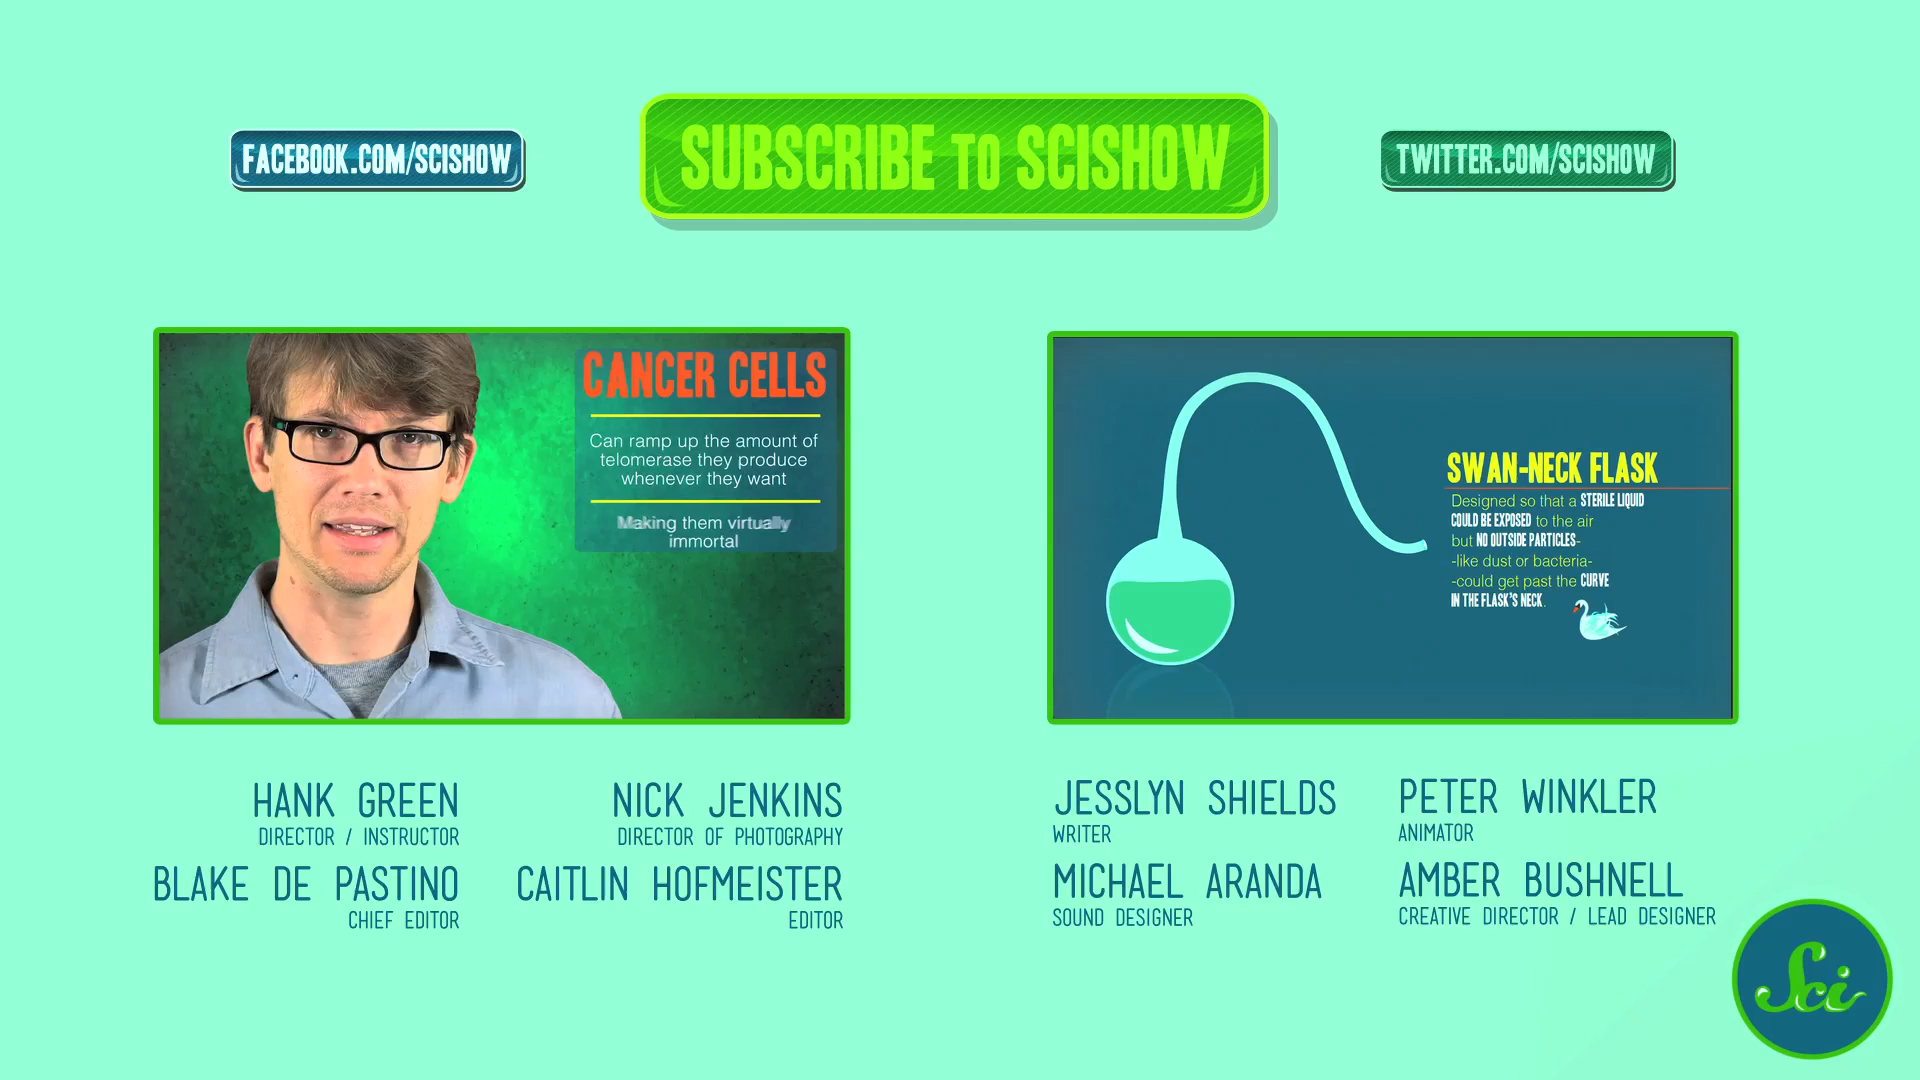 FACEBOOK.COM/SCISHOW
SUBSCRIBE TO SCISHOW
TWITTER.COM/SCISHOW
CANCER CELLS
Can ramp up the amount of
telomerase they produce
whenever they want
Making them virtually
immortal
SWAN-NECK FLASK
Designed so that a STERILE LIQUID
COULD BE EXPOSED to the air
but NO OUTSIDE PARTICLES-
-like dust or bacteria-
-could get past the CURVE
IN THE FLASK'S NECK.
HANK GREEN
DIRECTOR / INSTRUCTOR
NICK JENKINS
DIRECTOR OF PHOTOGRAPHY
BLAKE DE PASTINO
CHIEF EDITOR
CAITLIN HOFMEISTER
EDITOR
JESSLYN SHIELDS
WRITER
PETER WINKLER
ANIMATOR
MICHAEL ARANDA
SOUND DESIGNER
AMBER BUSHNELL
CREATIVE DIRECTOR / LEAD DESIGNER
Sci